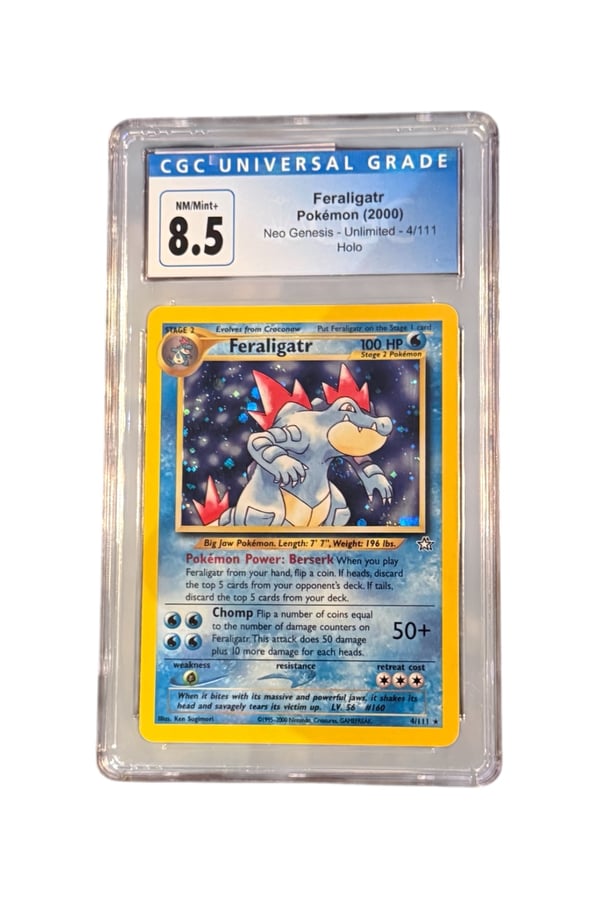 CGC UNIVERSAL GRADE
NM/Mint+
8.5
Feraligatr
Pokémon (2000)
Neo Genesis - Unlimited - 4/111
Holo
STAGE 2 Evolves from Croconaw Put Feraligatr on the Stage 1 card
Feraligatr 100 HP
Stage 2 Pokémon
Big Jaw Pokémon. Length: 7' 7", Weight: 196 lbs.
Pokémon Power: Berserk When you play
Feraligatr from your hand, flip a coin. If heads, discard
the top 5 cards from your opponent's deck. If tails,
discard the top 5 cards from your deck.
Chomp Flip a number of coins equal
to the number of damage counters on
Feraligatr. This attack does 50 damage
plus 10 more damage for each heads.
50+
weakness resistance retreat cost
When it bites with its massive and powerful jaws, it shakes its
head and savagely tears its victim up. LV. 56 #160
Illus. Ken Sugimori ©1995-2000 Nintendo, Creatures, GAMEFREAK. 4/111 ★